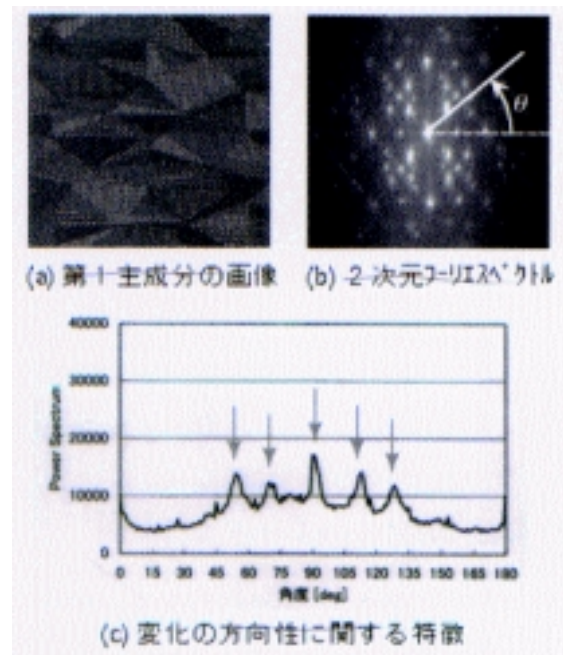 θ
(a) 第1主成分の画像
(b) 2次元フーリエスペクトル
40000
30000
20000
10000
0
Power Spectrum
0 15 30 45 60 75 90 105 120 135 150 165 180
角度 [deg]
(c) 変化の方向性に関する特徴